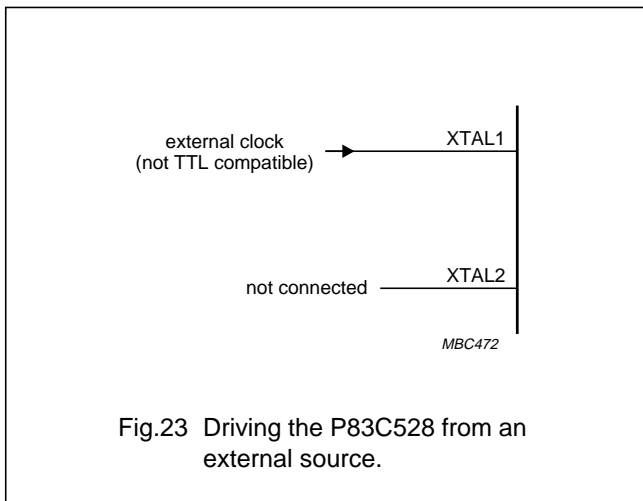 external clock
(not TTL compatible)
XTAL1
not connected
XTAL2
MBC472
Fig.23 Driving the P83C528 from an
external source.